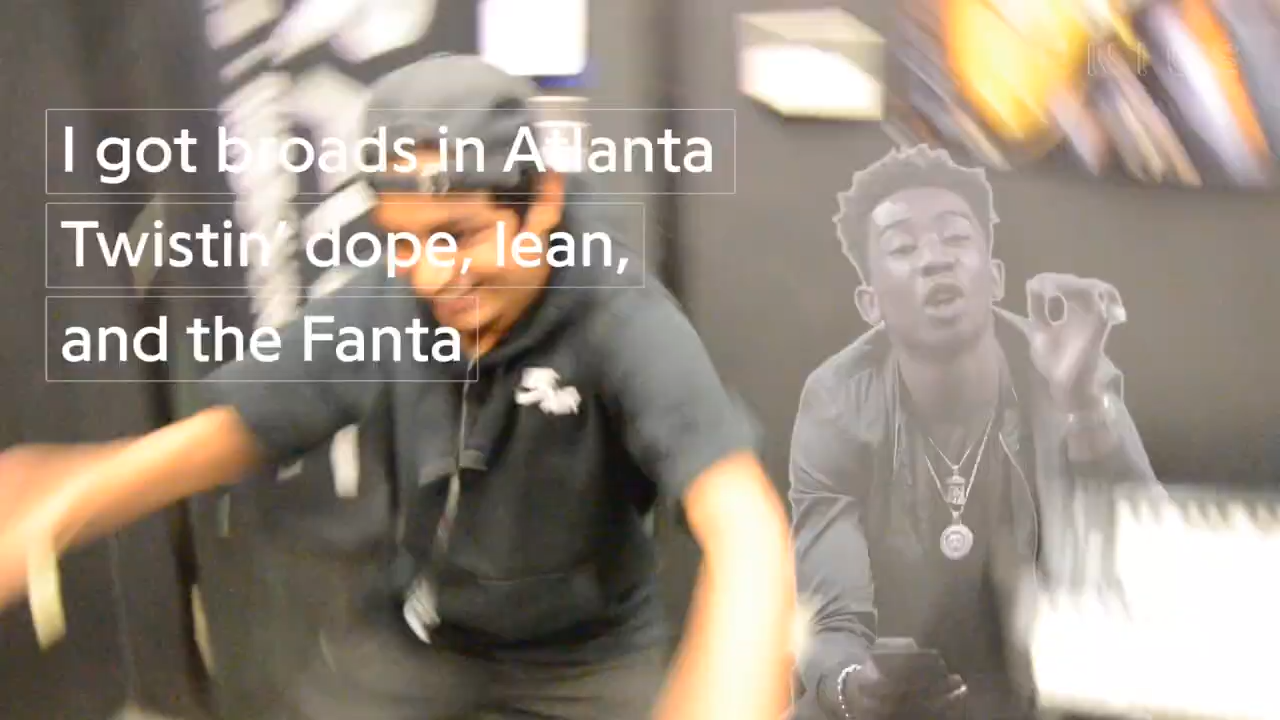 I got broads in Atlanta
Twistin’ dope, lean,
and the Fanta